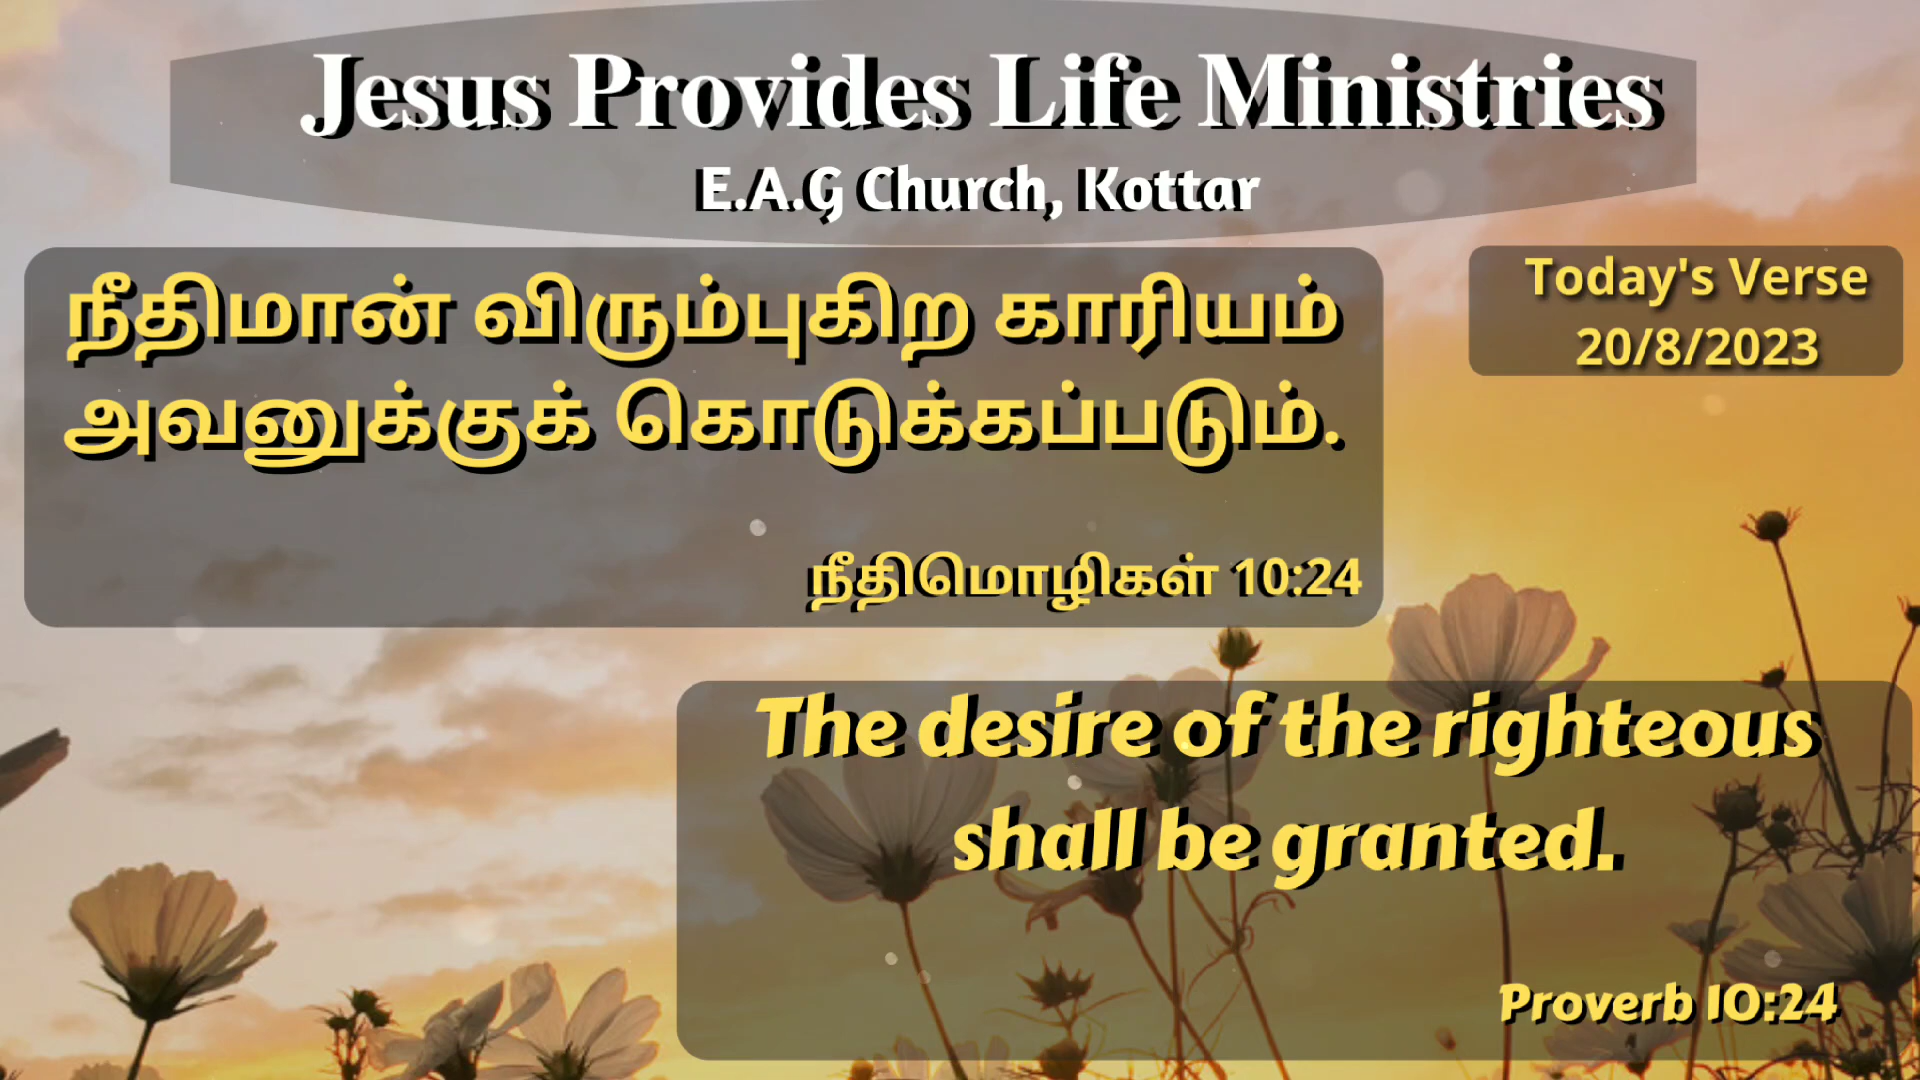 Jesus Provides Life Ministries
E.A.G Church, Kottar
நீதிமான் விரும்புகிற காரியம்
அவனுக்குக் கொடுக்கப்படும்.
நீதிமொழிகள் 10:24
Today's Verse
20/8/2023
The desire of the righteous
shall be granted.
Proverb 10:24